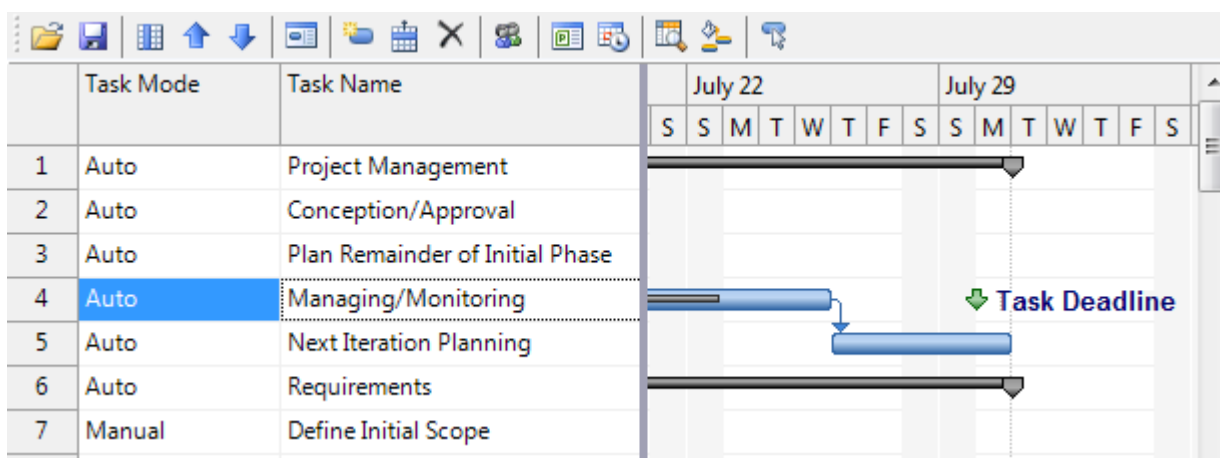 Task Mode Task Name July 22 July 29
S S M T W T F S S M T W T F S
1 Auto Project Management
2 Auto Conception/Approval
3 Auto Plan Remainder of Initial Phase
4 Auto Managing/Monitoring Task Deadline
5 Auto Next Iteration Planning
6 Auto Requirements
7 Manual Define Initial Scope